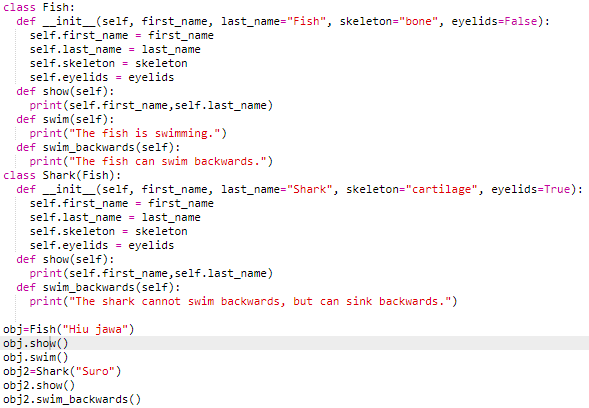 class Fish:
  def __init__(self, first_name, last_name="Fish", skeleton="bone", eyelids=False):
    self.first_name = first_name
    self.last_name = last_name
    self.skeleton = skeleton
    self.eyelids = eyelids
  def show(self):
    print(self.first_name,self.last_name)
  def swim(self):
    print("The fish is swimming.")
  def swim_backwards(self):
    print("The fish can swim backwards.")
class Shark(Fish):
  def __init__(self, first_name, last_name="Shark", skeleton="cartilage", eyelids=True):
    self.first_name = first_name
    self.last_name = last_name
    self.skeleton = skeleton
    self.eyelids = eyelids
  def show(self):
    print(self.first_name,self.last_name)
  def swim_backwards(self):
    print("The shark cannot swim backwards, but can sink backwards.")
obj=Fish("Hiu jawa")
obj.show()
obj.swim()
obj2=Shark("Suro")
obj2.show()
obj2.swim_backwards()